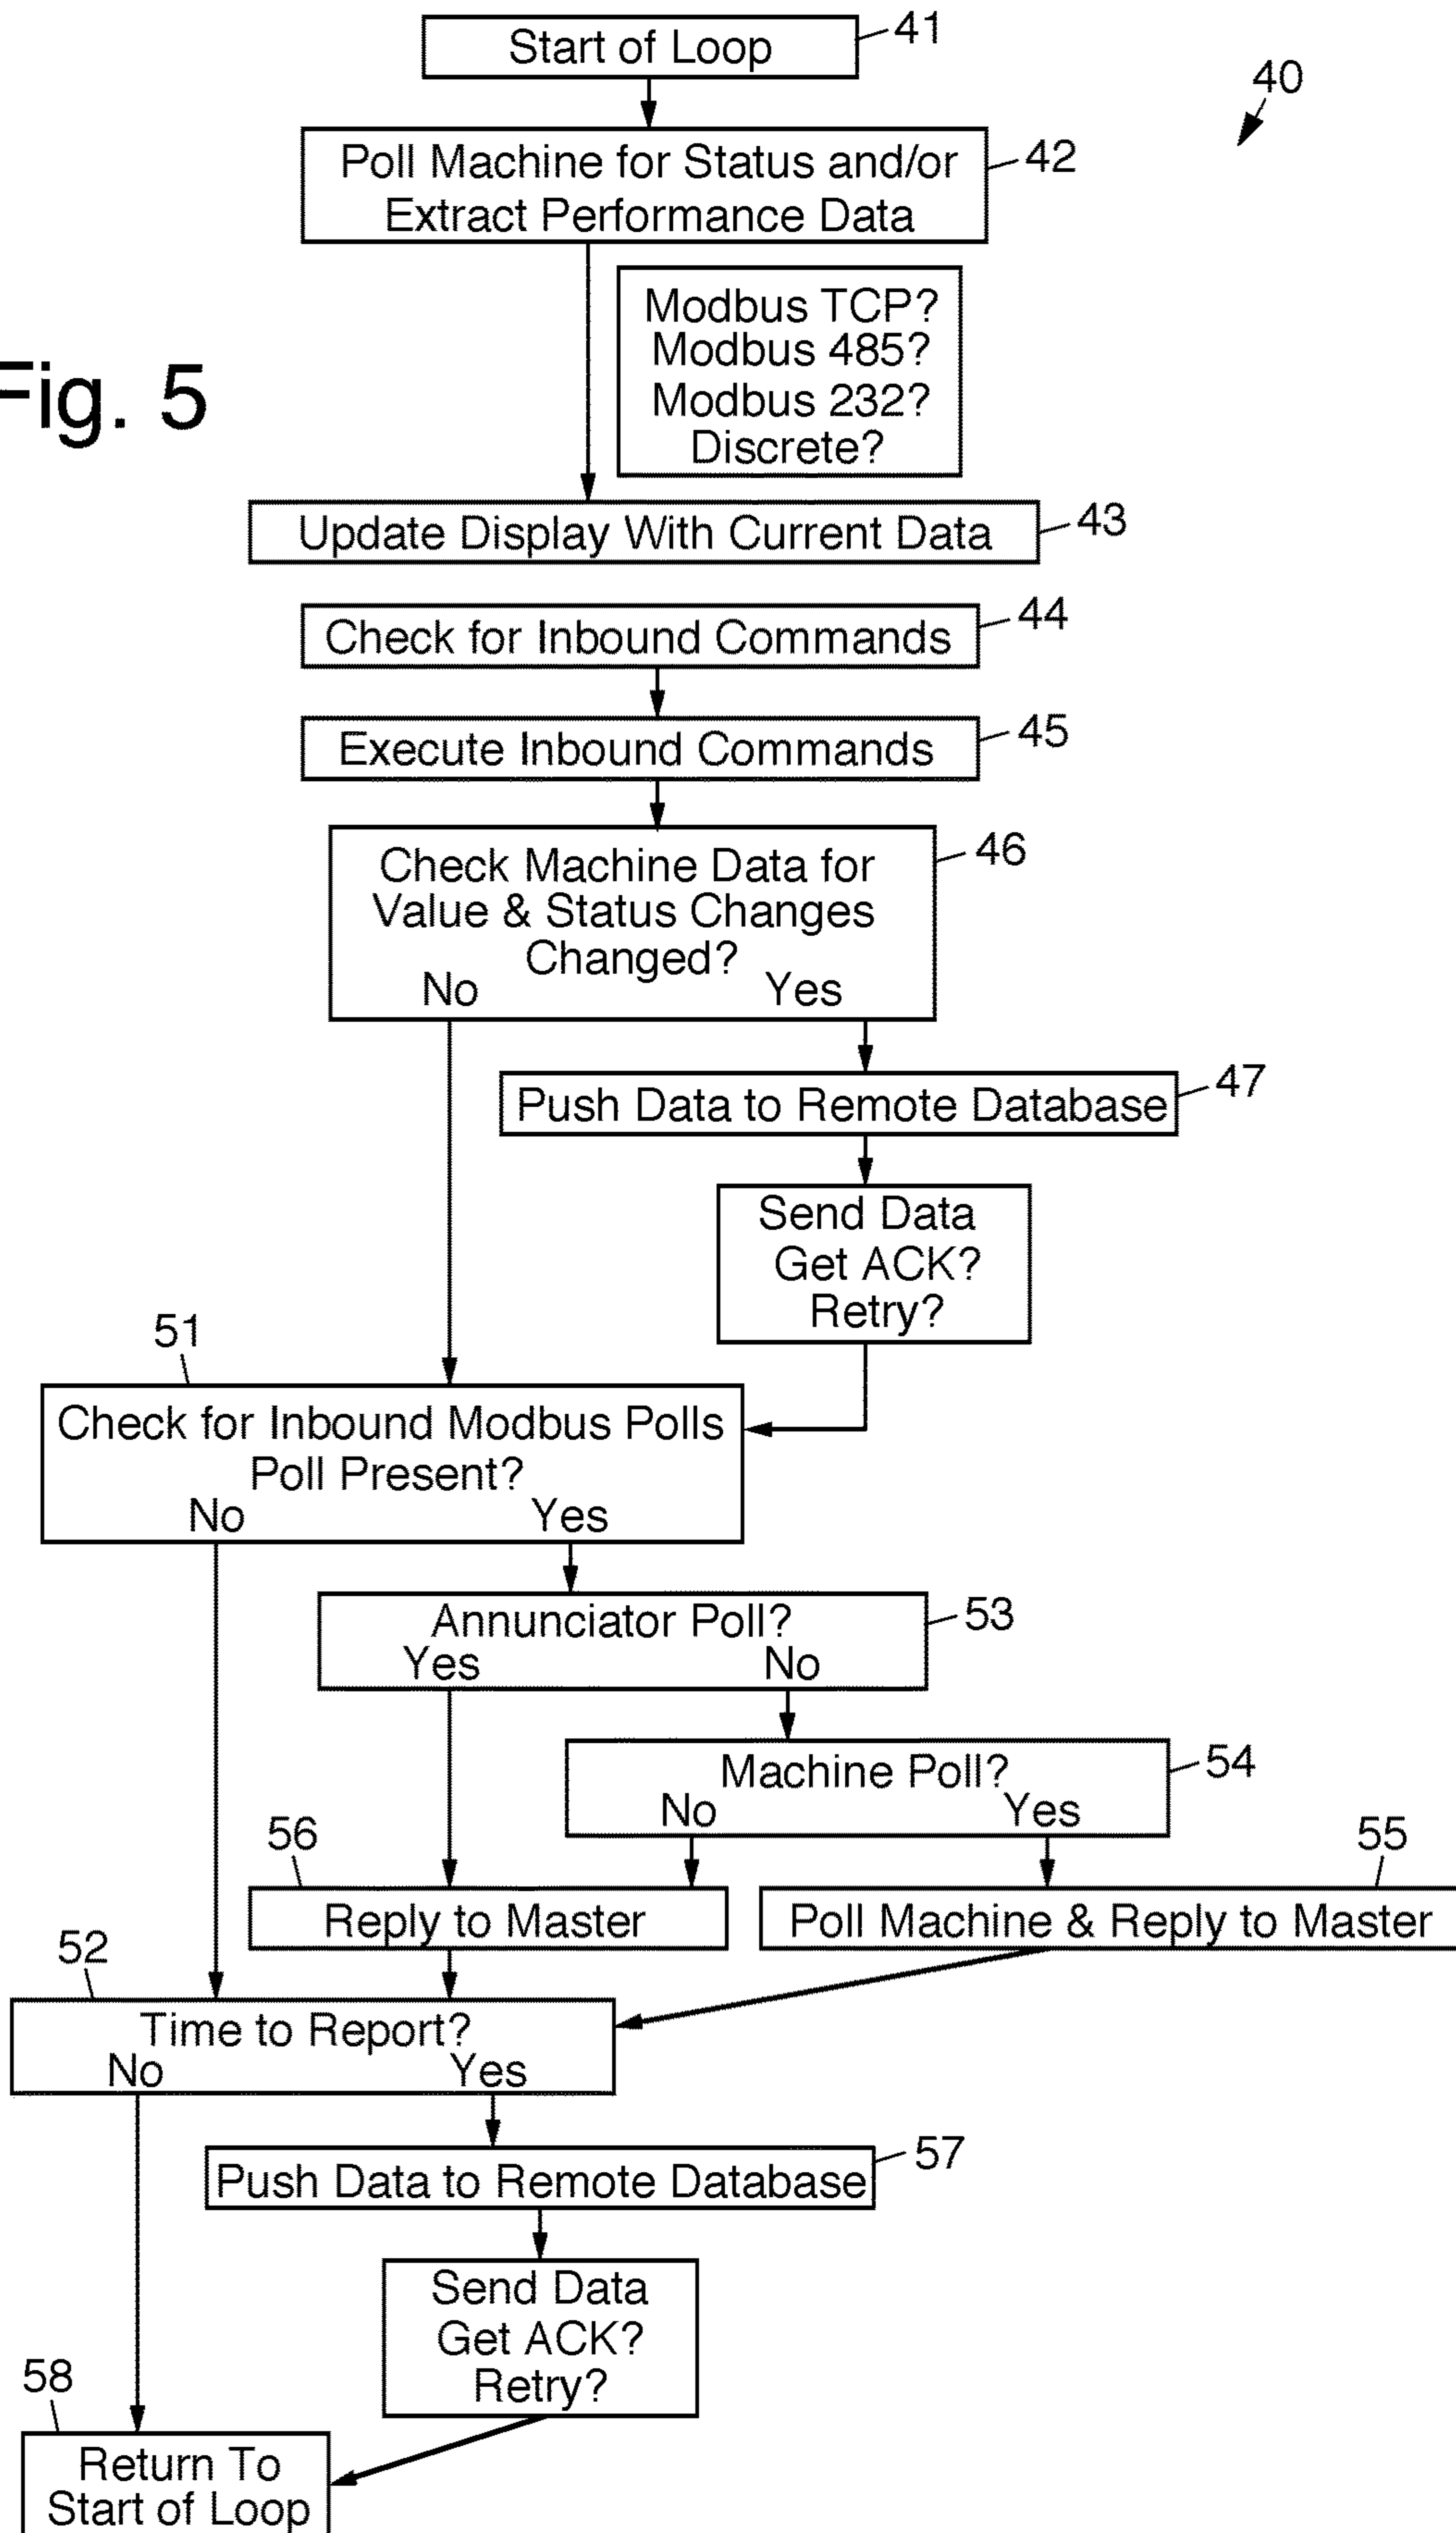 Start of Loop
41
40
Poll Machine for Status and/or
Extract Performance Data
42
Modbus TCP?
Modbus 485?
Modbus 232?
Discrete?
Fig. 5
Update Display With Current Data
43
Check for Inbound Commands
44
Execute Inbound Commands
45
Check Machine Data for
Value & Status Changes
Changed?
No Yes
46
Push Data to Remote Database
47
Send Data
Get ACK?
Retry?
51
Check for Inbound Modbus Polls
Poll Present?
No Yes
Annunciator Poll?
Yes No
53
Machine Poll?
No Yes
54
56
Reply to Master
55
Poll Machine & Reply to Master
52
Time to Report?
No Yes
Push Data to Remote Database
57
Send Data
Get ACK?
Retry?
58
Return To
Start of Loop